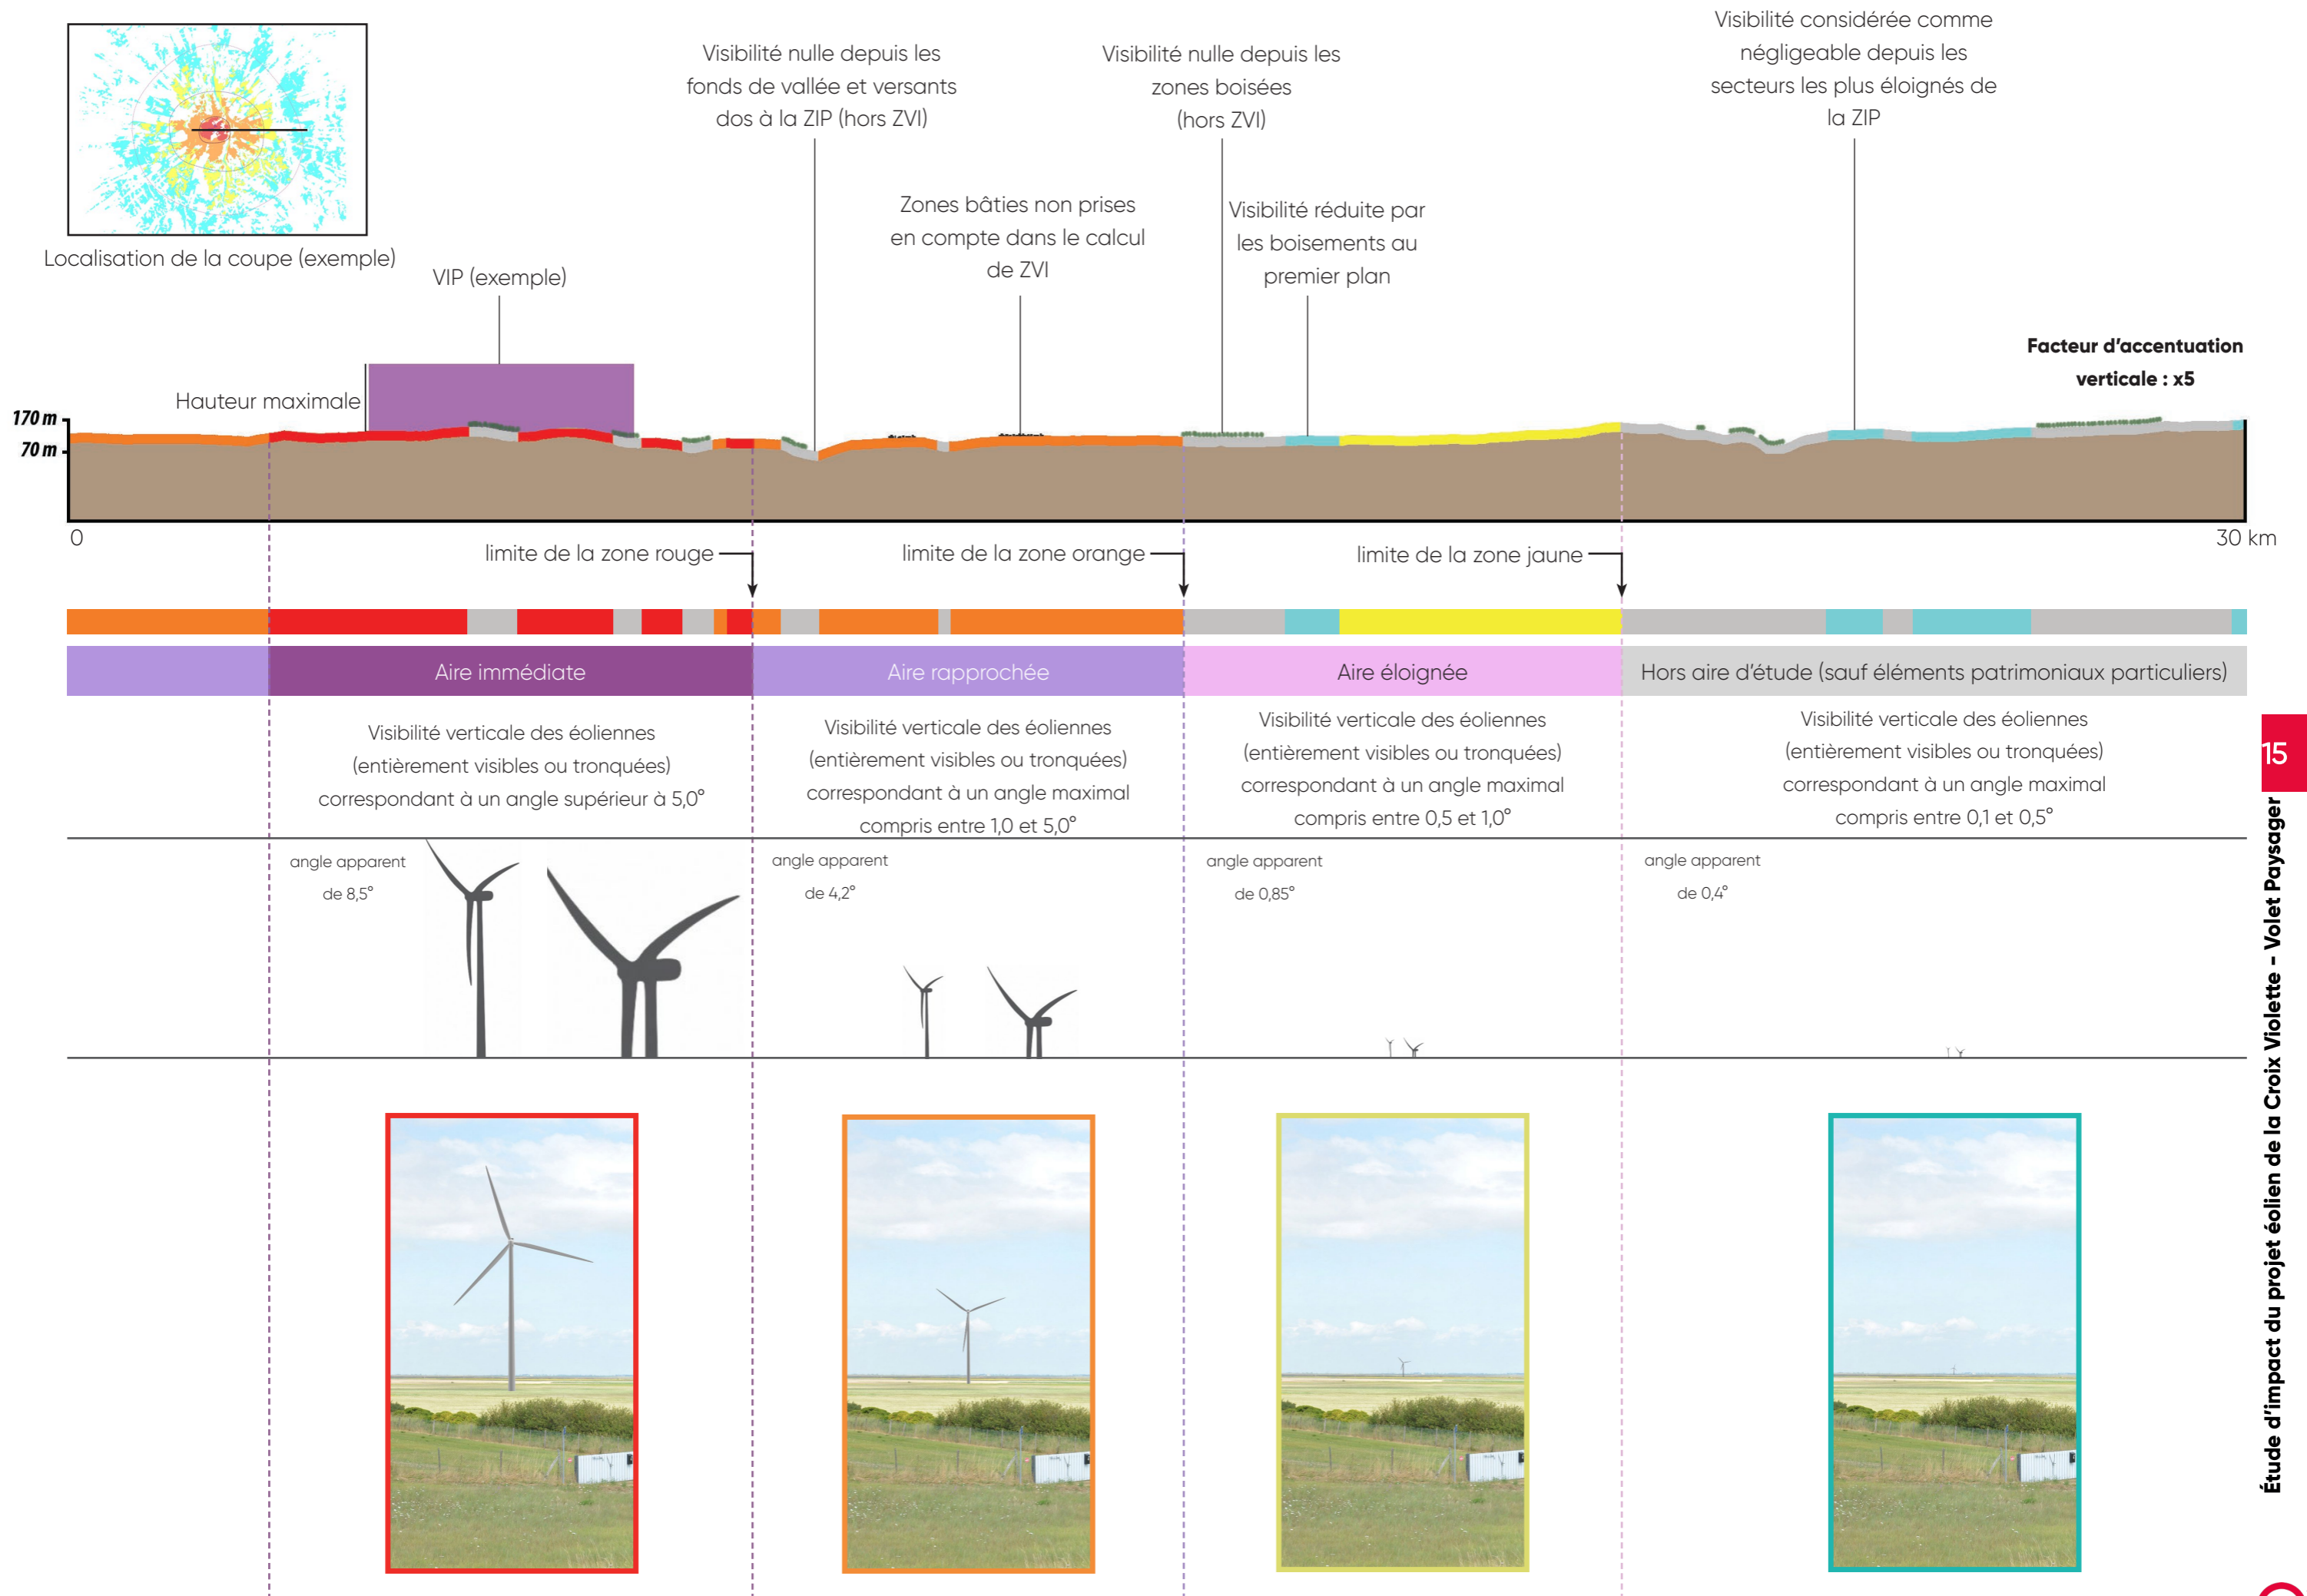 Localisation de la coupe (exemple)
VIP (exemple)
Visibilité nulle depuis les
fonds de vallée et versants
dos à la ZIP (hors ZVI)
Zones bâties non prises
en compte dans le calcul
de ZVI
Visibilité nulle depuis les
zones boisées
(hors ZVI)
Visibilité réduite par
les boisements au
premier plan
Visibilité considérée comme
négligeable depuis les
secteurs les plus éloignés de
la ZIP
Facteur d'accentuation
verticale : x5
Hauteur maximale
170 m
70 m
0
30 km
limite de la zone rouge
limite de la zone orange
limite de la zone jaune
Aire immédiate
Aire rapprochée
Aire éloignée
Hors aire d'étude (sauf éléments patrimoniaux particuliers)
Visibilité verticale des éoliennes
(entièrement visibles ou tronquées)
correspondant à un angle supérieur à 5,0°
Visibilité verticale des éoliennes
(entièrement visibles ou tronquées)
correspondant à un angle maximal
compris entre 1,0 et 5,0°
Visibilité verticale des éoliennes
(entièrement visibles ou tronquées)
correspondant à un angle maximal
compris entre 0,5 et 1,0°
Visibilité verticale des éoliennes
(entièrement visibles ou tronquées)
correspondant à un angle maximal
compris entre 0,1 et 0,5°
angle apparent
de 8,5°
angle apparent
de 4,2°
angle apparent
de 0,85°
angle apparent
de 0,4°
15
Étude d'impact du projet éolien de la Croix Violette - Volet Paysager